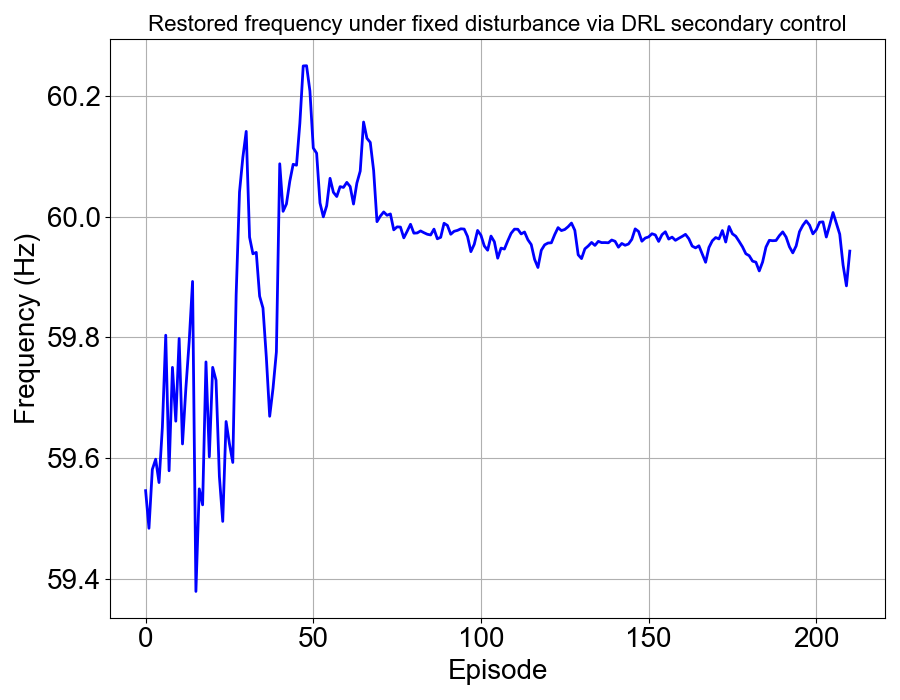 Restored frequency under fixed disturbance via DRL secondary control
60.2
60.0
59.8
59.6
59.4
Frequency (Hz)
0 50 100 150 200
Episode